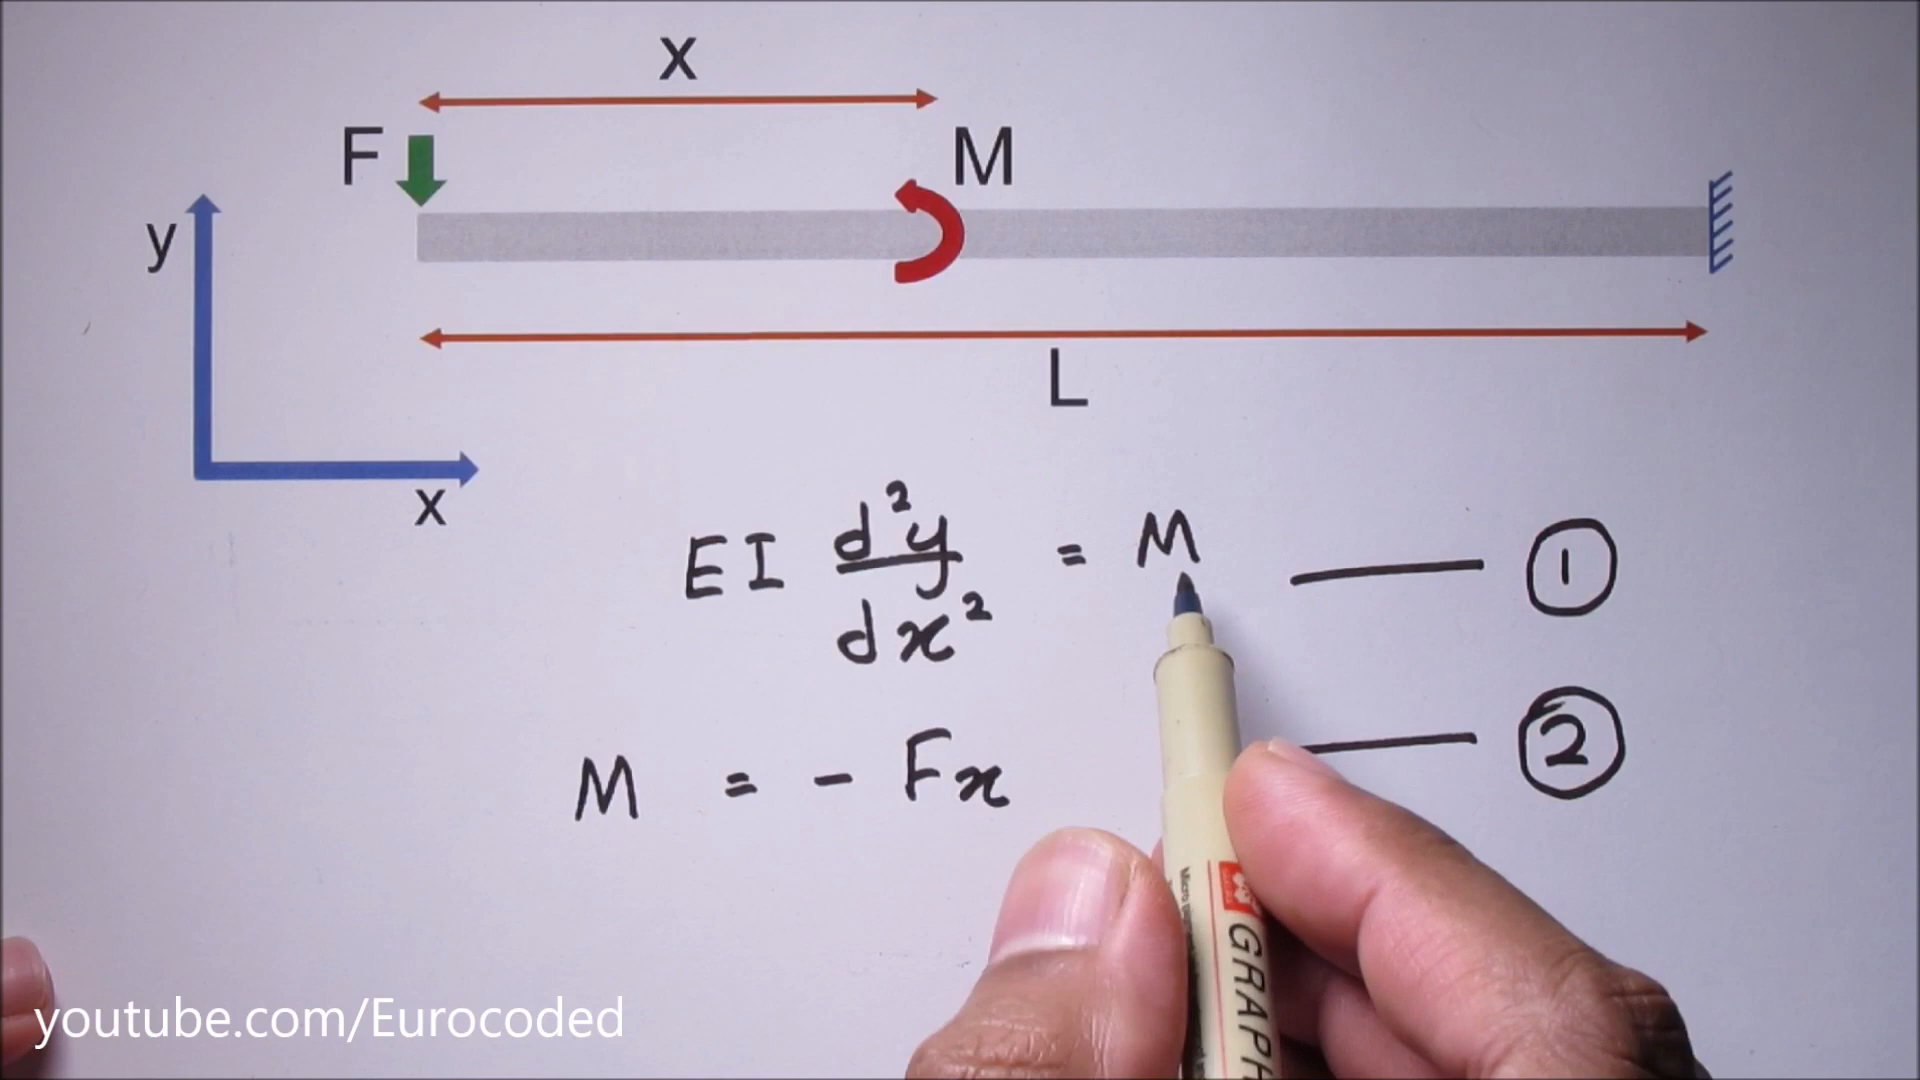 x
F
M
y
L
x
EI d²y/dx² = M —— ①
M = - Fx —— ②
GRAPH
youtube.com/Eurocoded